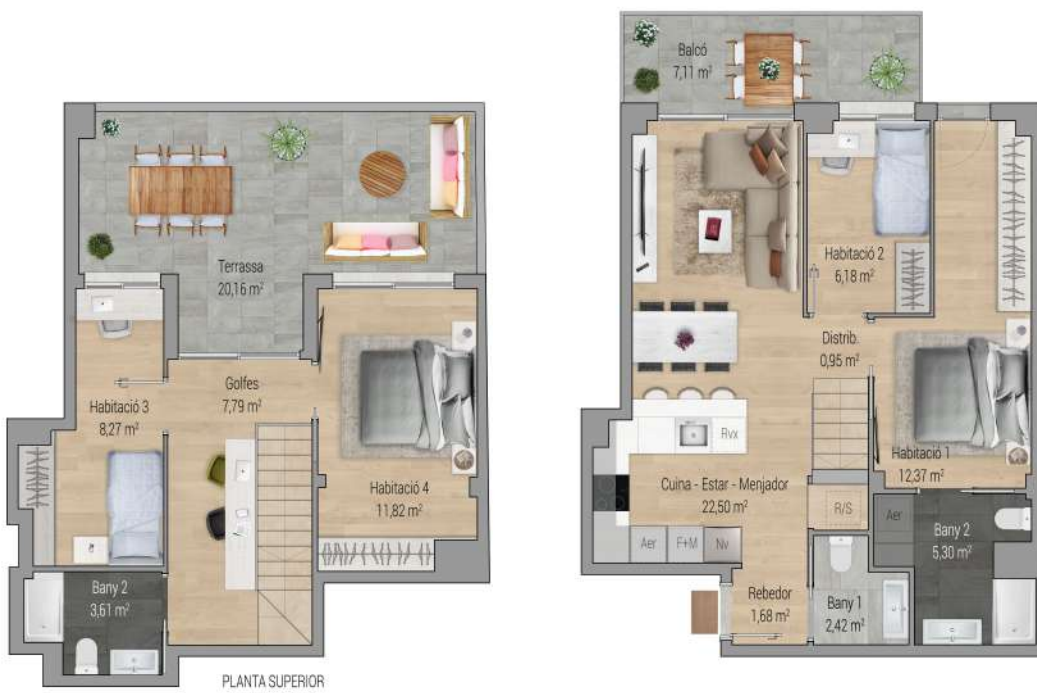 Terrassa
20,16 m²
Golfes
7,79 m²
Habitació 3
8,27 m²
Habitació 4
11,82 m²
Bany 2
3,61 m²
PLANTA SUPERIOR
Balcó
7,11 m²
Habitació 2
6,18 m²
Distrib.
0,95 m²
Rvx
Habitació 1
12,37 m²
Cuina - Estar - Menjador
22,50 m²
R/S
Aer
Bany 2
5,30 m²
Aer
F+M
Nv
Rebedor
1,68 m²
Bany 1
2,42 m²